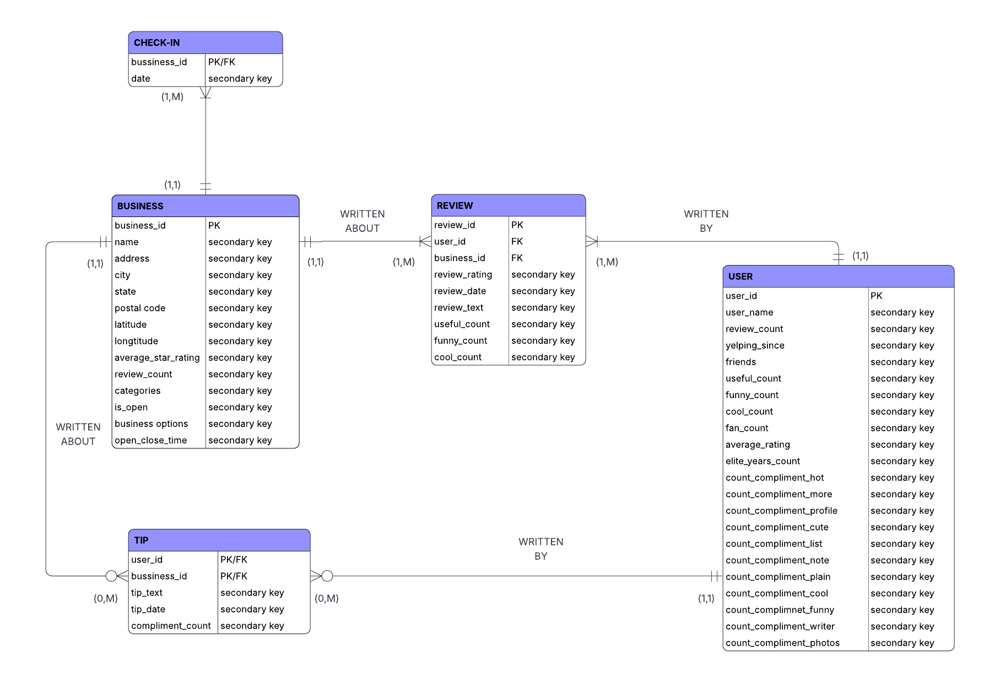 CHECK-IN
bussiness_id PK/FK
date secondary key
(1,M)
(1,1)
BUSINESS
business_id PK
name secondary key
address secondary key
city secondary key
state secondary key
postal code secondary key
latitude secondary key
longtitude secondary key
average_star_rating secondary key
review_count secondary key
categories secondary key
is_open secondary key
business options secondary key
open_close_time secondary key
(1,1)
WRITTEN
ABOUT
(1,1)
WRITTEN
ABOUT
(1,M)
REVIEW
review_id PK
user_id FK
business_id FK
review_rating secondary key
review_date secondary key
review_text secondary key
useful_count secondary key
funny_count secondary key
cool_count secondary key
(1,M)
WRITTEN
BY
(1,1)
USER
user_id PK
user_name secondary key
review_count secondary key
yelping_since secondary key
friends secondary key
useful_count secondary key
funny_count secondary key
cool_count secondary key
fan_count secondary key
average_rating secondary key
elite_years_count secondary key
count_compliment_hot secondary key
count_compliment_more secondary key
count_compliment_profile secondary key
count_compliment_cute secondary key
count_compliment_list secondary key
count_compliment_note secondary key
count_compliment_plain secondary key
count_compliment_cool secondary key
count_complimnet_funny secondary key
count_compliment_writer secondary key
count_compliment_photos secondary key
TIP
user_id PK/FK
bussiness_id PK/FK
tip_text secondary key
tip_date secondary key
compliment_count secondary key
(0,M)
(0,M)
WRITTEN
BY
(1,1)